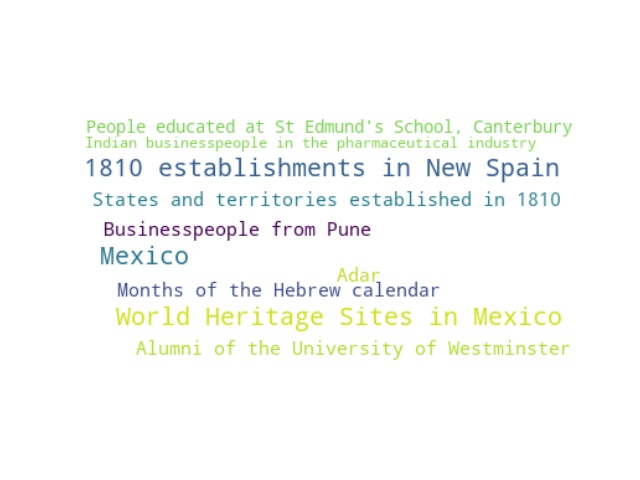 People educated at St Edmund's School, Canterbury
Indian businesspeople in the pharmaceutical industry
1810 establishments in New Spain
States and territories established in 1810
Businesspeople from Pune
Mexico
Adar
Months of the Hebrew calendar
World Heritage Sites in Mexico
Alumni of the University of Westminster